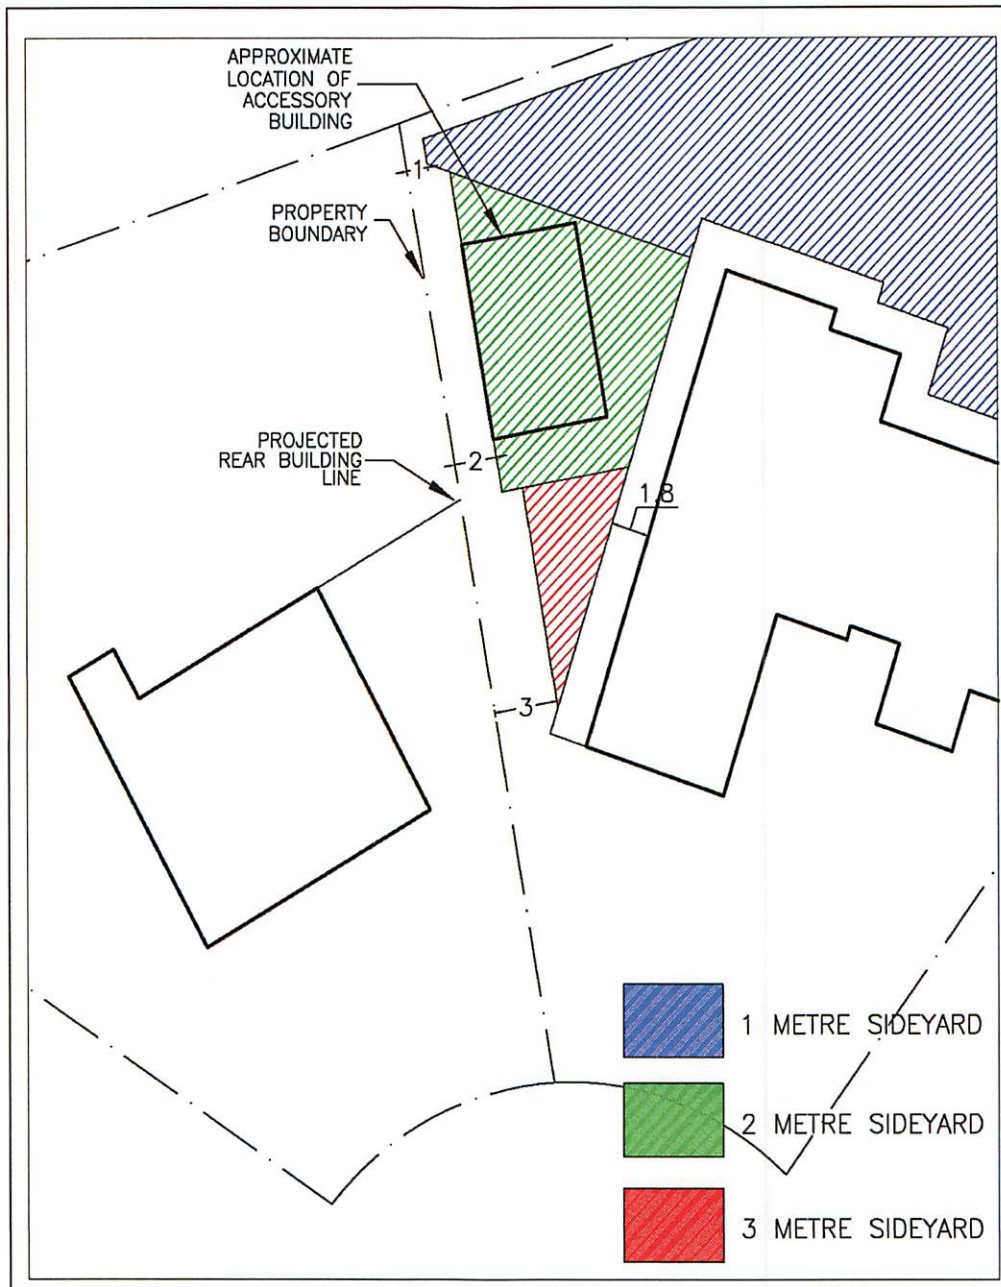 APPROXIMATE
LOCATION OF
ACCESSORY
BUILDING
1
PROPERTY
BOUNDARY
PROJECTED
REAR BUILDING
LINE
2
1.8
3
1 METRE SIDEYARD
2 METRE SIDEYARD
3 METRE SIDEYARD